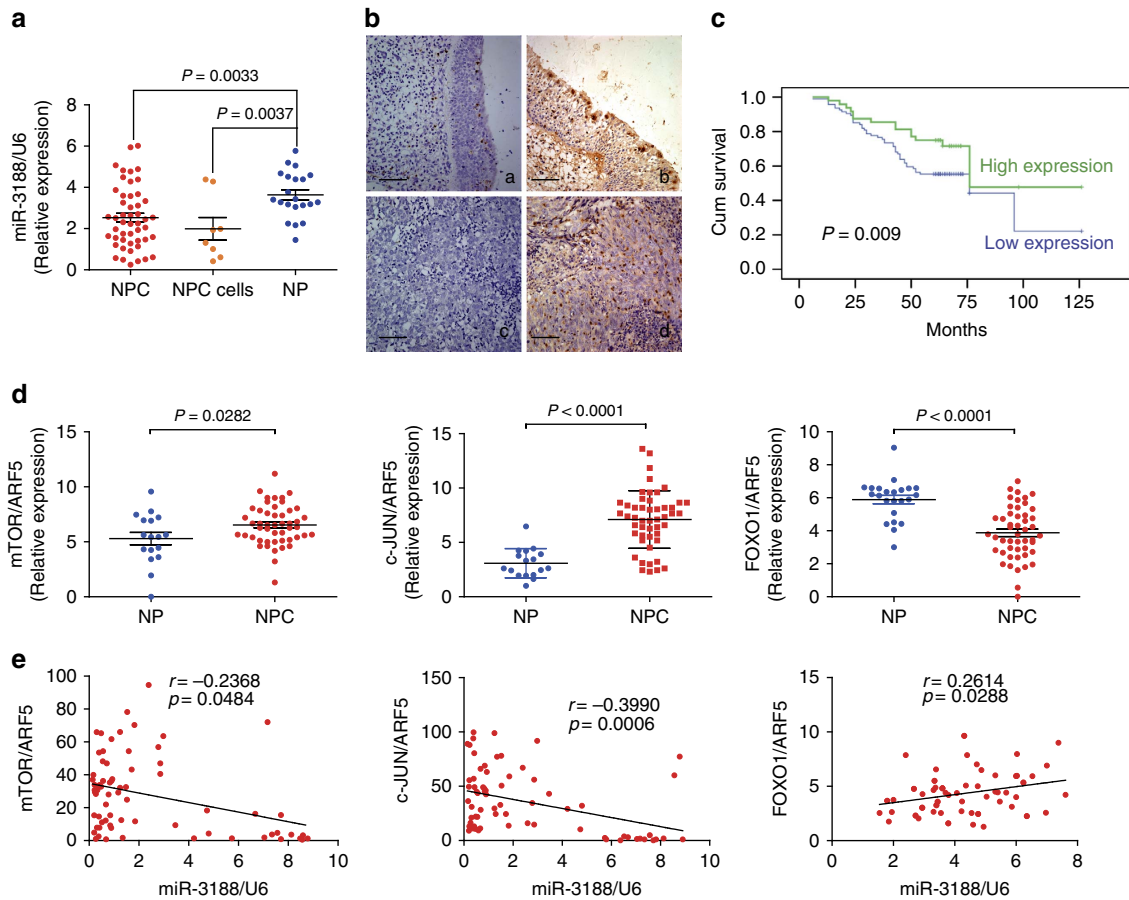 a
P = 0.0033
P = 0.0037
miR-3188/U6
(Relative expression)
8
6
4
2
0
NPC
NPC cells
NP
b
a
b
c
d
c
Cum survival
1.0
0.8
0.6
0.4
0.2
0.0
High expression
Low expression
P = 0.009
0
25
50
75
100
125
Months
d
P = 0.0282
mTOR/ARF5
(Relative expression)
15
10
5
0
NP
NPC
P < 0.0001
c-JUN/ARF5
(Relative expression)
15
10
5
0
NP
NPC
P < 0.0001
FOXO1/ARF5
(Relative expression)
10
8
6
4
2
0
NP
NPC
e
r = –0.2368
p = 0.0484
mTOR/ARF5
100
80
60
40
20
0
0
2
4
6
8
10
miR-3188/U6
r = –0.3990
p = 0.0006
c-JUN/ARF5
150
100
50
0
0
2
4
6
8
10
miR-3188/U6
r = 0.2614
p = 0.0288
FOXO1/ARF5
15
10
5
0
0
2
4
6
8
miR-3188/U6